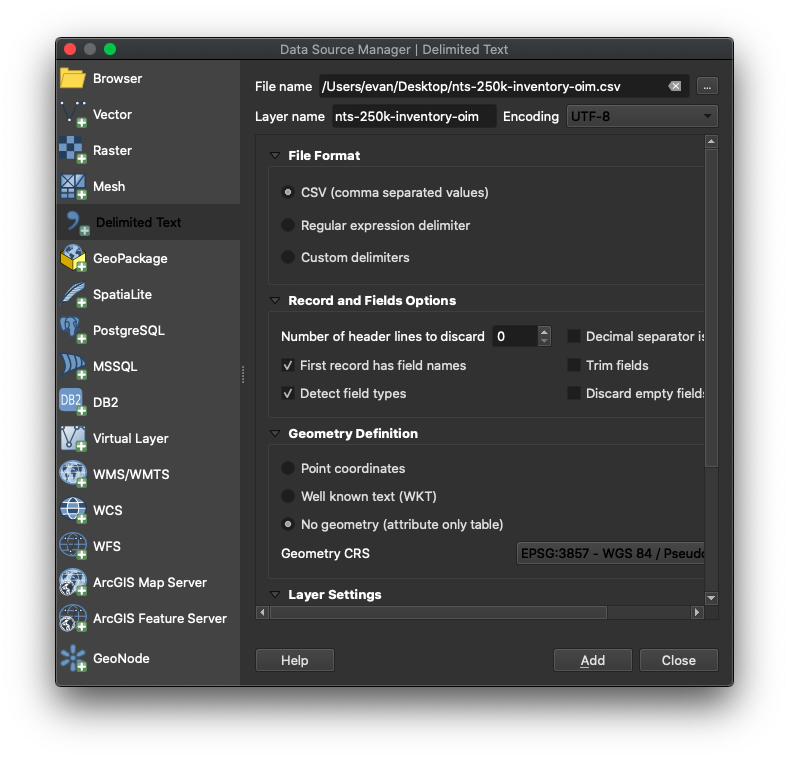 Data Source Manager | Delimited Text
Browser
Vector
Raster
Mesh
Delimited Text
GeoPackage
SpatiaLite
PostgreSQL
MSSQL
DB2
DB2
Virtual Layer
WMS/WMTS
WCS
WFS
ArcGIS Map Server
ArcGIS Feature Server
GeoNode
File name /Users/evan/Desktop/nts-250k-inventory-oim.csv ...
Layer name nts-250k-inventory-oim Encoding UTF-8
File Format
CSV (comma separated values)
Regular expression delimiter
Custom delimiters
Record and Fields Options
Number of header lines to discard 0 Decimal separator is
First record has field names Trim fields
Detect field types Discard empty fields
Geometry Definition
Point coordinates
Well known text (WKT)
No geometry (attribute only table)
Geometry CRS EPSG:3857 - WGS 84 / Pseudo
Layer Settings
Help Add Close